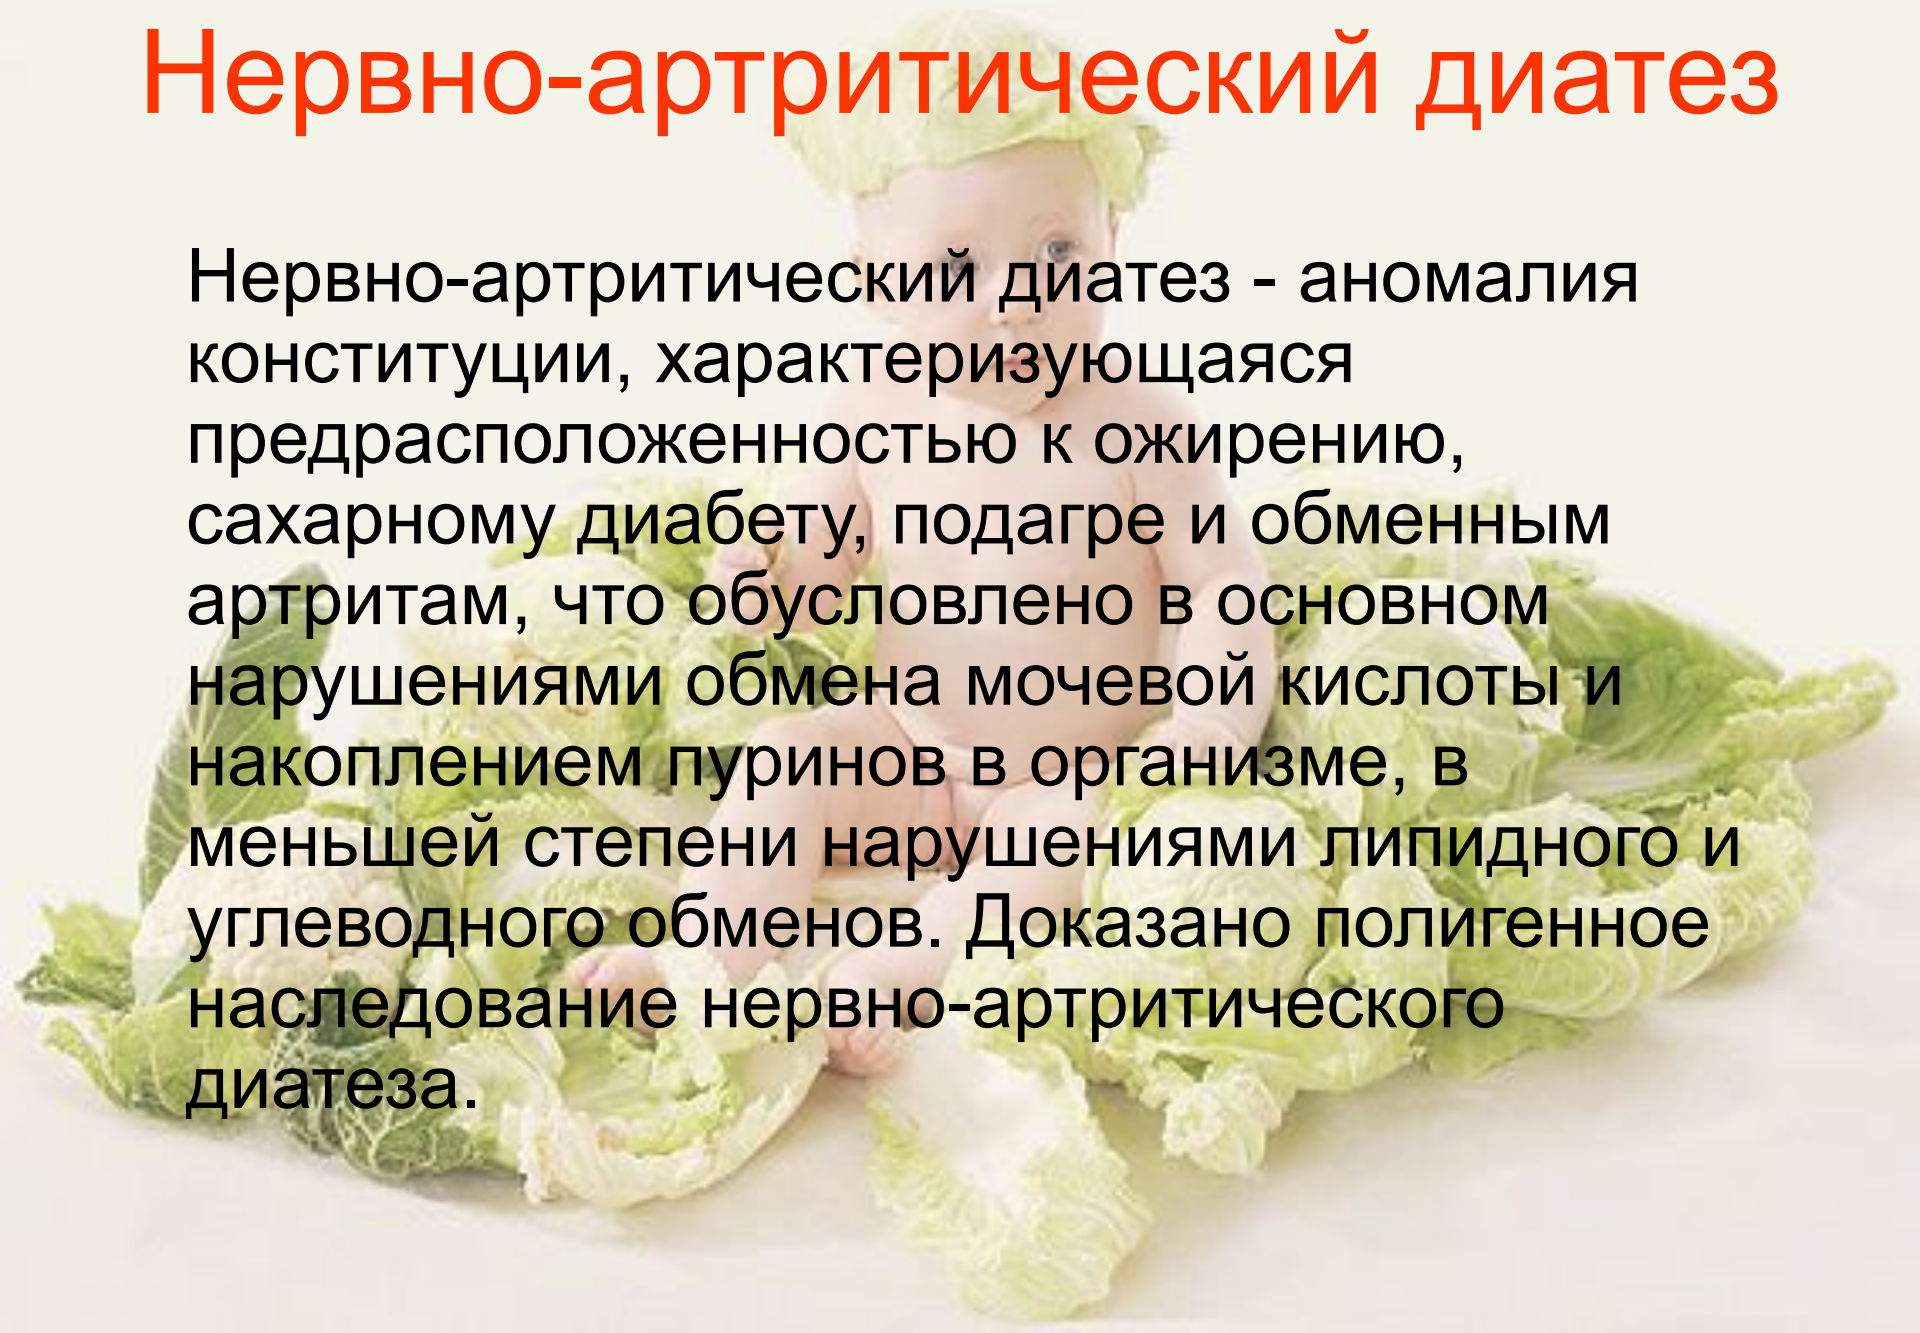 Нервно-артритический диатез
Нервно-артритический диатез - аномалия
конституции, характеризующаяся
предрасположенностью к ожирению,
сахарному диабету, подагре и обменным
артритам, что обусловлено в основном
нарушениями обмена мочевой кислоты и
накоплением пуринов в организме, в
меньшей степени нарушениями липидного и
углеводного обменов. Доказано полигенное
наследование нервно-артритического
диатеза.